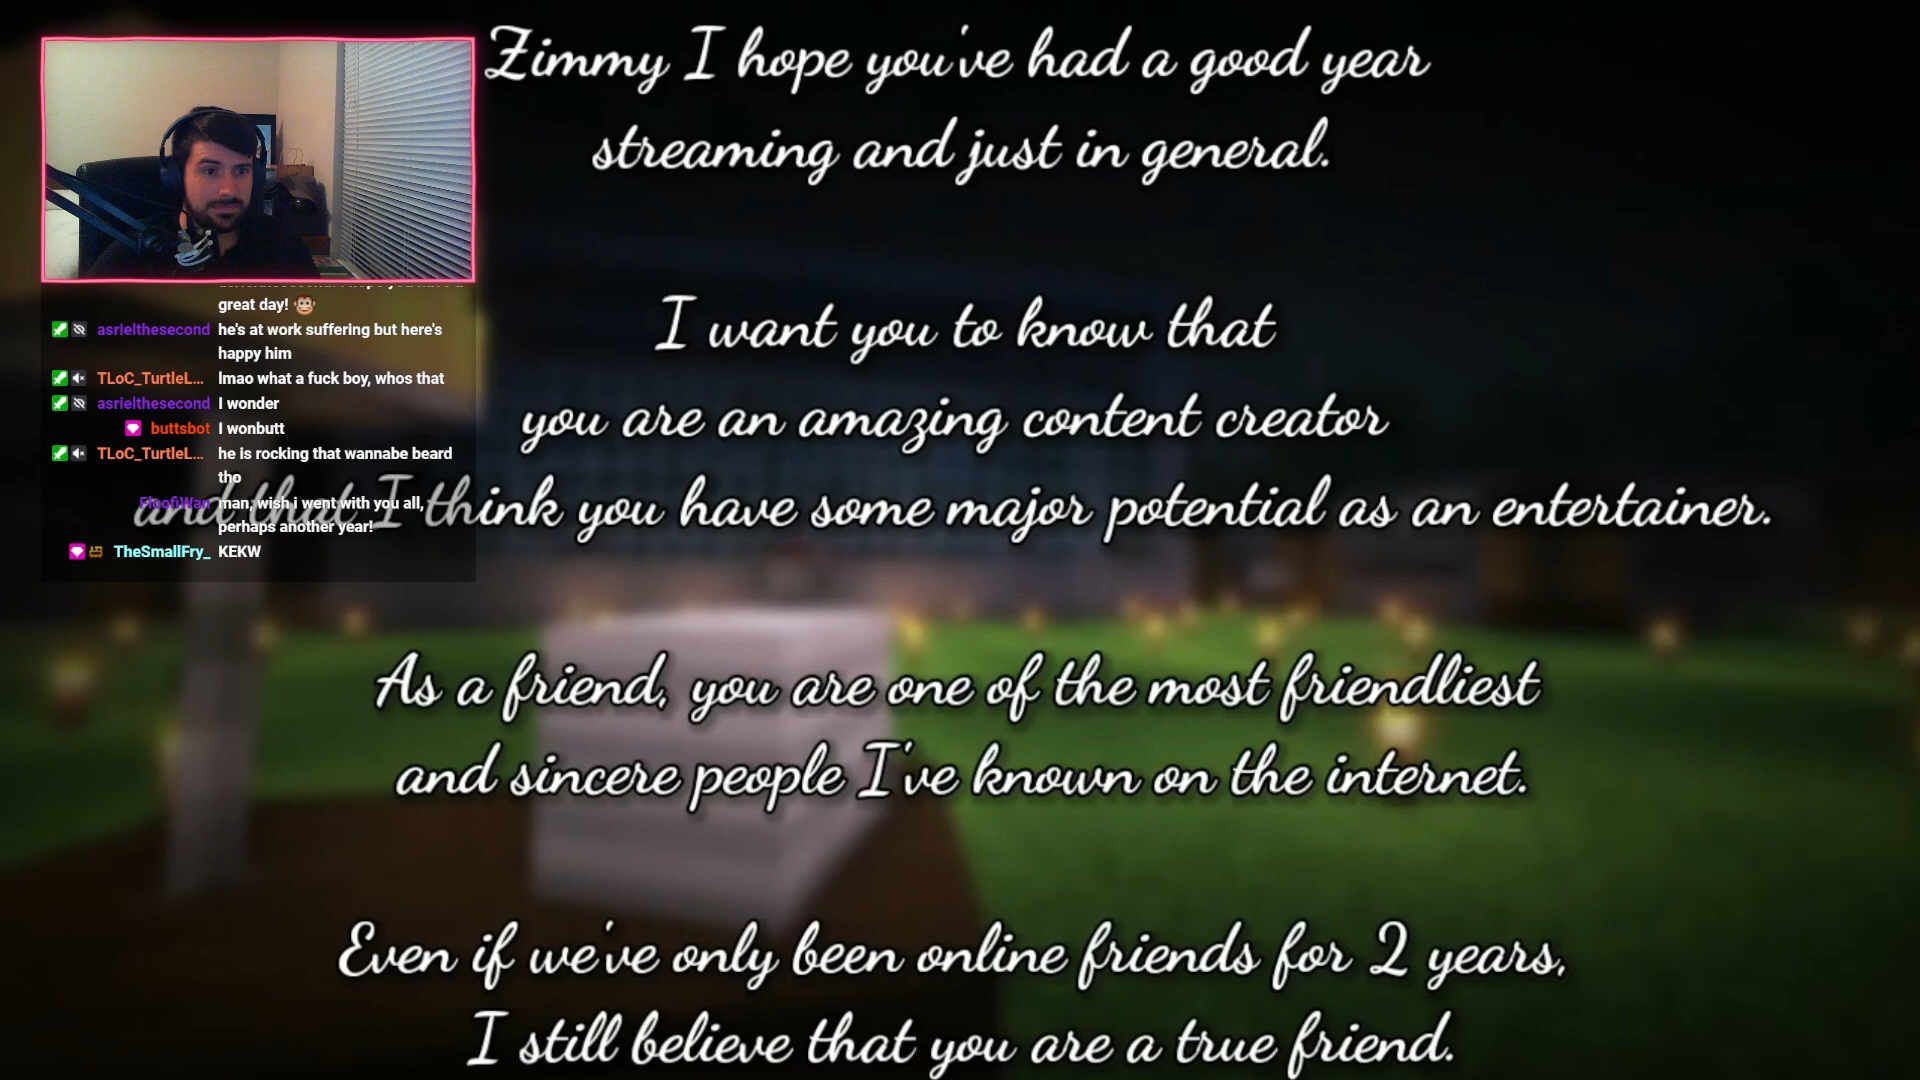 Zimmy I hope you've had a good year
streaming and just in general.
I want you to know that
you are an amazing content creator
and that I think you have some major potential as an entertainer.
As a friend, you are one of the most friendliest
and sincere people I've known on the internet.
Even if we've only been online friends for 2 years,
I still believe that you are a true friend.
great day!
asrielthesecond he's at work suffering but here's
happy him
TLoC_TurtleL... lmao what a fuck boy, whos that
asrielthesecond I wonder
buttsbot I wonbutt
TLoC_TurtleL... he is rocking that wannabe beard
tho
FloofiWan man, wish i went with you all,
perhaps another year!
TheSmallFry_ KEKW